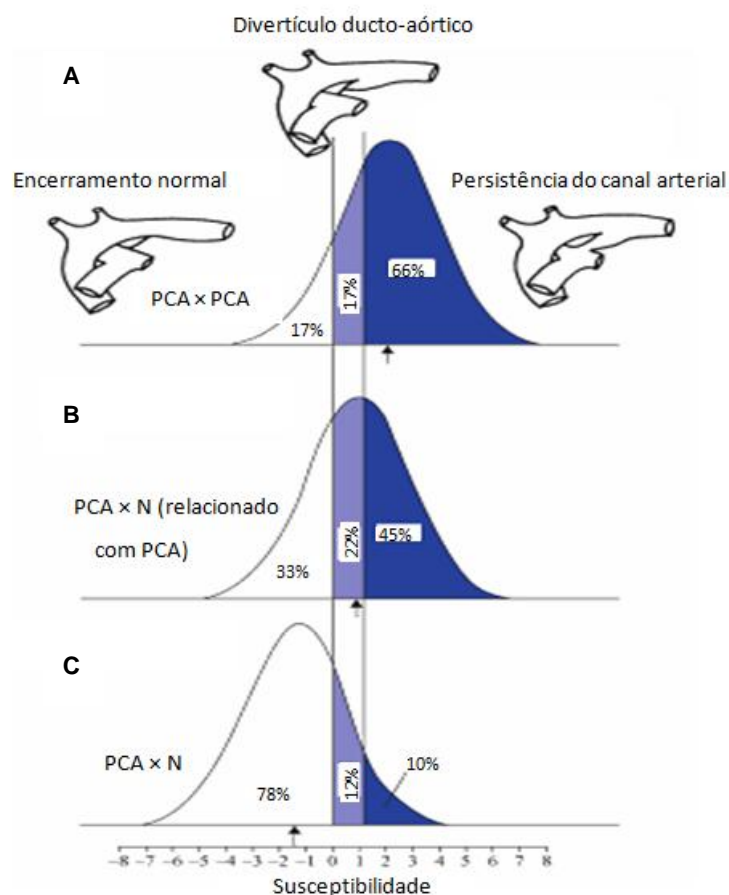 Divertículo ducto-aórtico
A
Encerramento normal
Persistência do canal arterial
PCA × PCA
17%
17%
66%
B
PCA × N (relacionado
com PCA)
33%
22%
45%
C
PCA × N
78%
12%
10%
-8 -7 -6 -5 -4 -3 -2 -1 0 1 2 3 4 5 6 7 8
Susceptibilidade